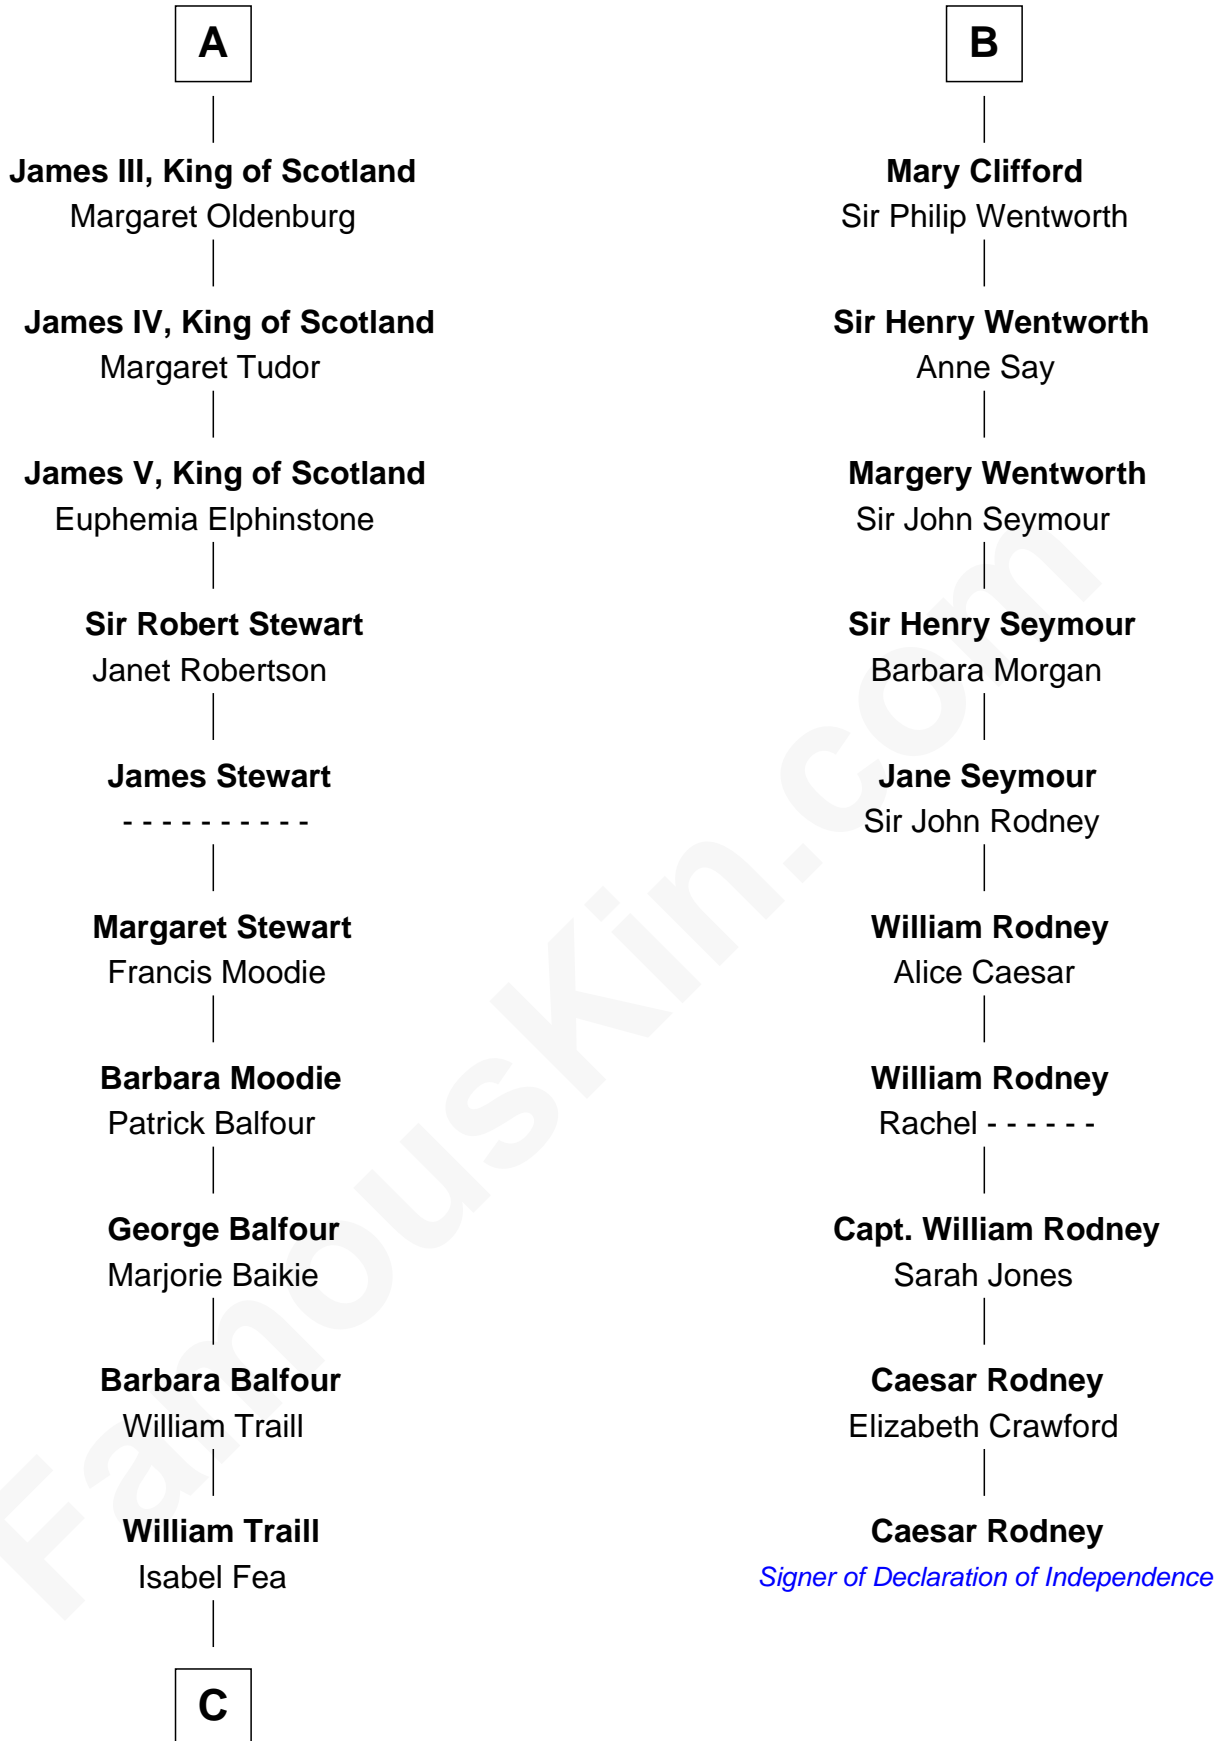 A
James III, King of Scotland
Margaret Oldenburg
James IV, King of Scotland
Margaret Tudor
James V, King of Scotland
Euphemia Elphinstone
Sir Robert Stewart
Janet Robertson
James Stewart
- - - - - - - - - -
Margaret Stewart
Francis Moodie
Barbara Moodie
Patrick Balfour
George Balfour
Marjorie Baikie
Barbara Balfour
William Traill
William Traill
Isabel Fea
C
B
Mary Clifford
Sir Philip Wentworth
Sir Henry Wentworth
Anne Say
Margery Wentworth
Sir John Seymour
Sir Henry Seymour
Barbara Morgan
Jane Seymour
Sir John Rodney
William Rodney
Alice Caesar
William Rodney
Rachel - - - - - -
Capt. William Rodney
Sarah Jones
Caesar Rodney
Elizabeth Crawford
Caesar Rodney
Signer of Declaration of Independence
FamousKin.com